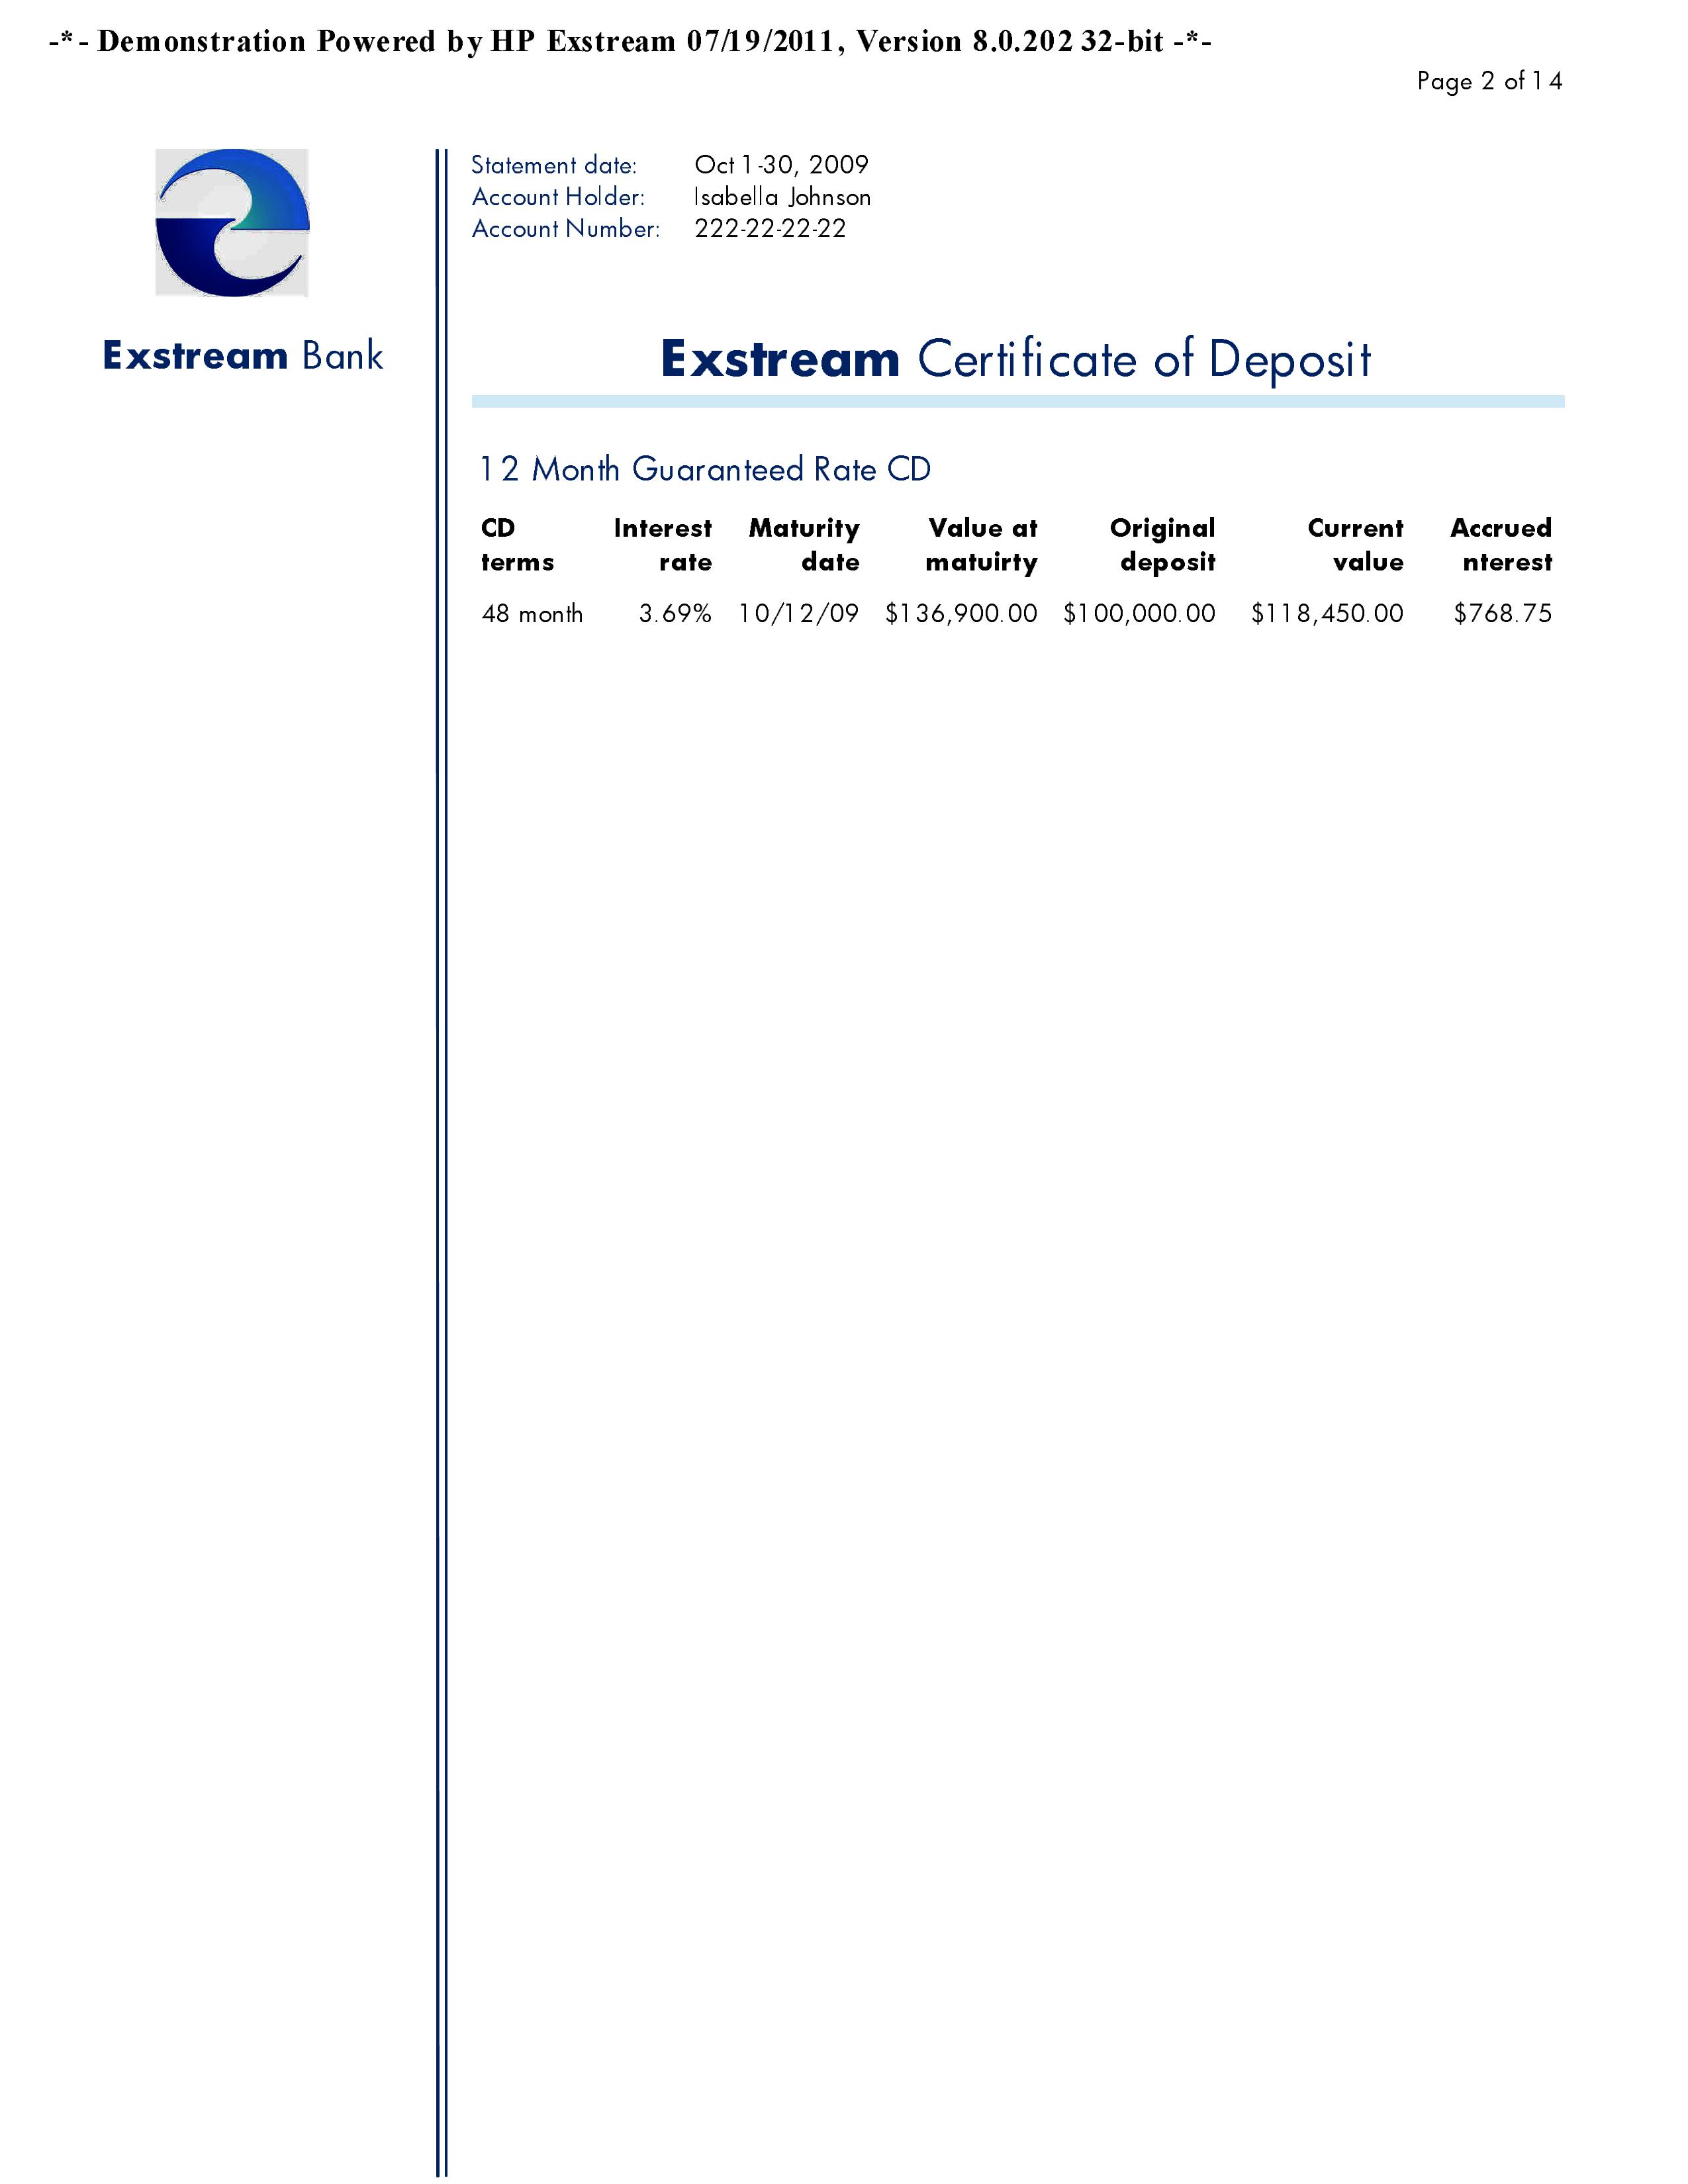 -*- Demonstration Powered by HP Exstream 07/19/2011, Version 8.0.202 32-bit -*-
Page 2 of 14
Statement date: Oct 1-30, 2009
Account Holder: Isabella Johnson
Account Number: 222-22-22-22
Exstream Bank
Exstream Certificate of Deposit
12 Month Guaranteed Rate CD
CD Interest Maturity Value at Original Current Accrued
terms rate date matuirty deposit value nterest
48 month 3.69% 10/12/09 $136,900.00 $100,000.00 $118,450.00 $768.75